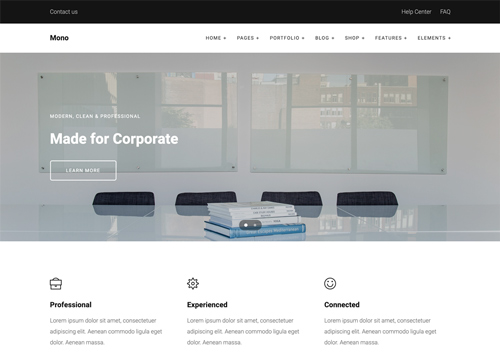 Contact us Help Center FAQ
Mono HOME + PAGES + PORTFOLIO + BLOG + SHOP + FEATURES + ELEMENTS +
MODERN, CLEAN & PROFESSIONAL
Made for Corporate
LEARN MORE
Professional Experienced Connected
Lorem ipsum dolor sit amet, consectetuer Lorem ipsum dolor sit amet, consectetuer Lorem ipsum dolor sit amet, consectetuer
adipiscing elit. Aenean commodo ligula eget adipiscing elit. Aenean commodo ligula eget adipiscing elit. Aenean commodo ligula eget
dolor. Aenean massa. dolor. Aenean massa. dolor. Aenean massa.